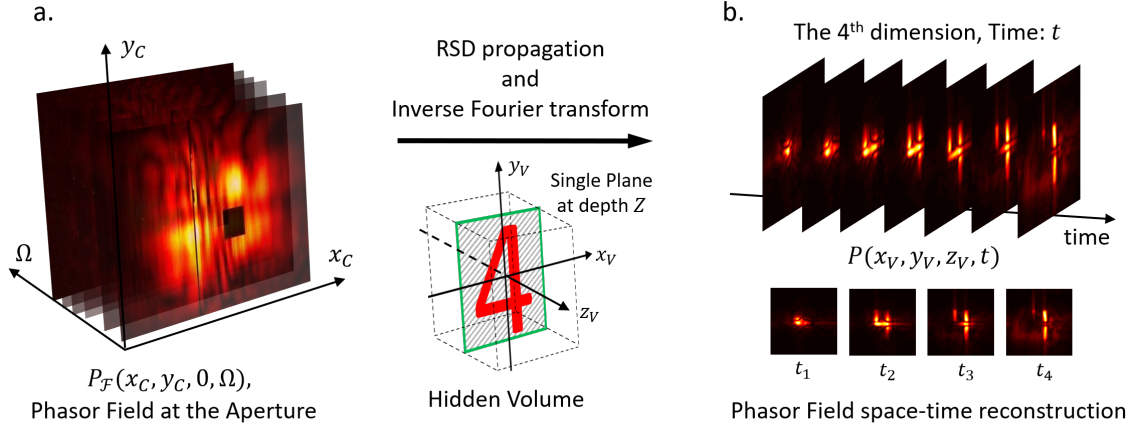 a.
y_C
Ω
x_C
P_ℱ(x_C, y_C, 0, Ω),
Phasor Field at the Aperture
RSD propagation
and
Inverse Fourier transform
y_V
Single Plane
at depth Z
x_V
4
z_V
Hidden Volume
b.
The 4th dimension, Time: t
time
P(x_V, y_V, z_V, t)
t_1 t_2 t_3 t_4
Phasor Field space-time reconstruction